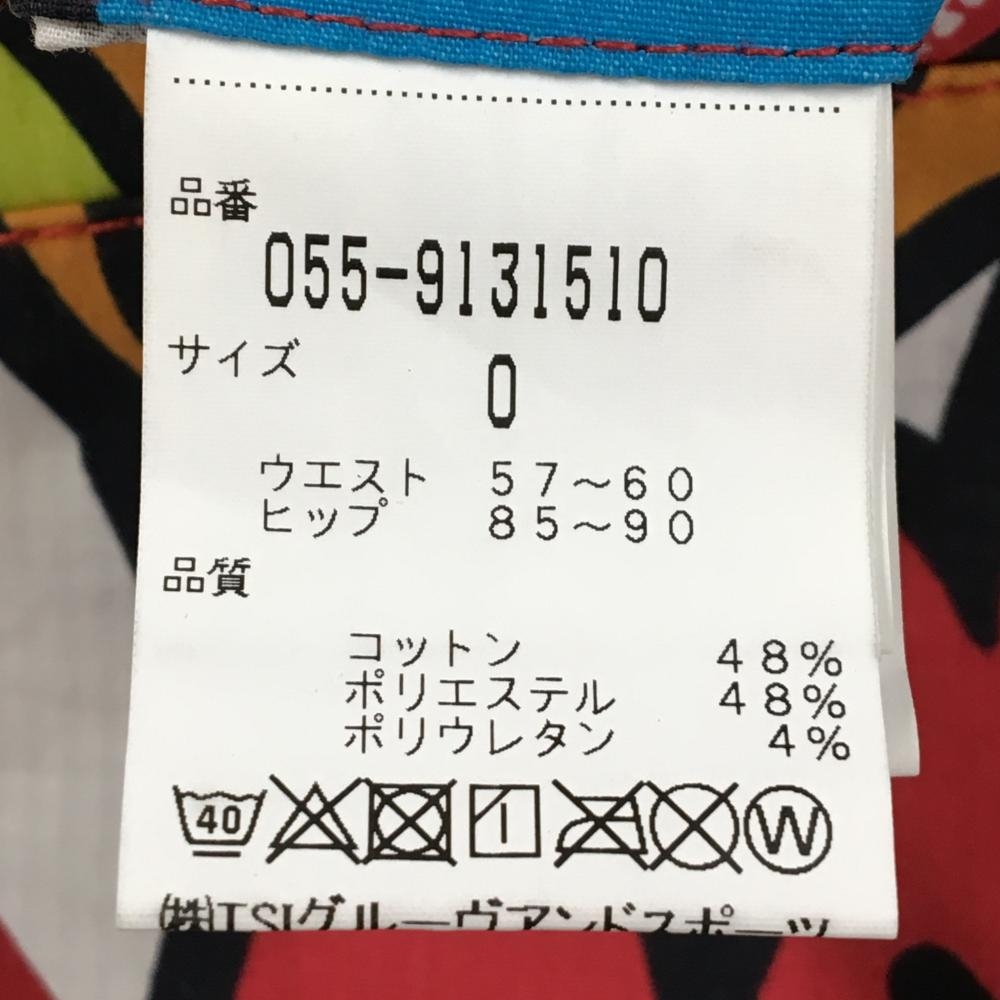 品番
055-9131510
サイズ
0
ウエスト 57~60
ヒップ 85~90
品質
コットン 48%
ポリエステル 48%
ポリウレタン 4%
40 W
㈱TSIグルーヴアンドスポーツ